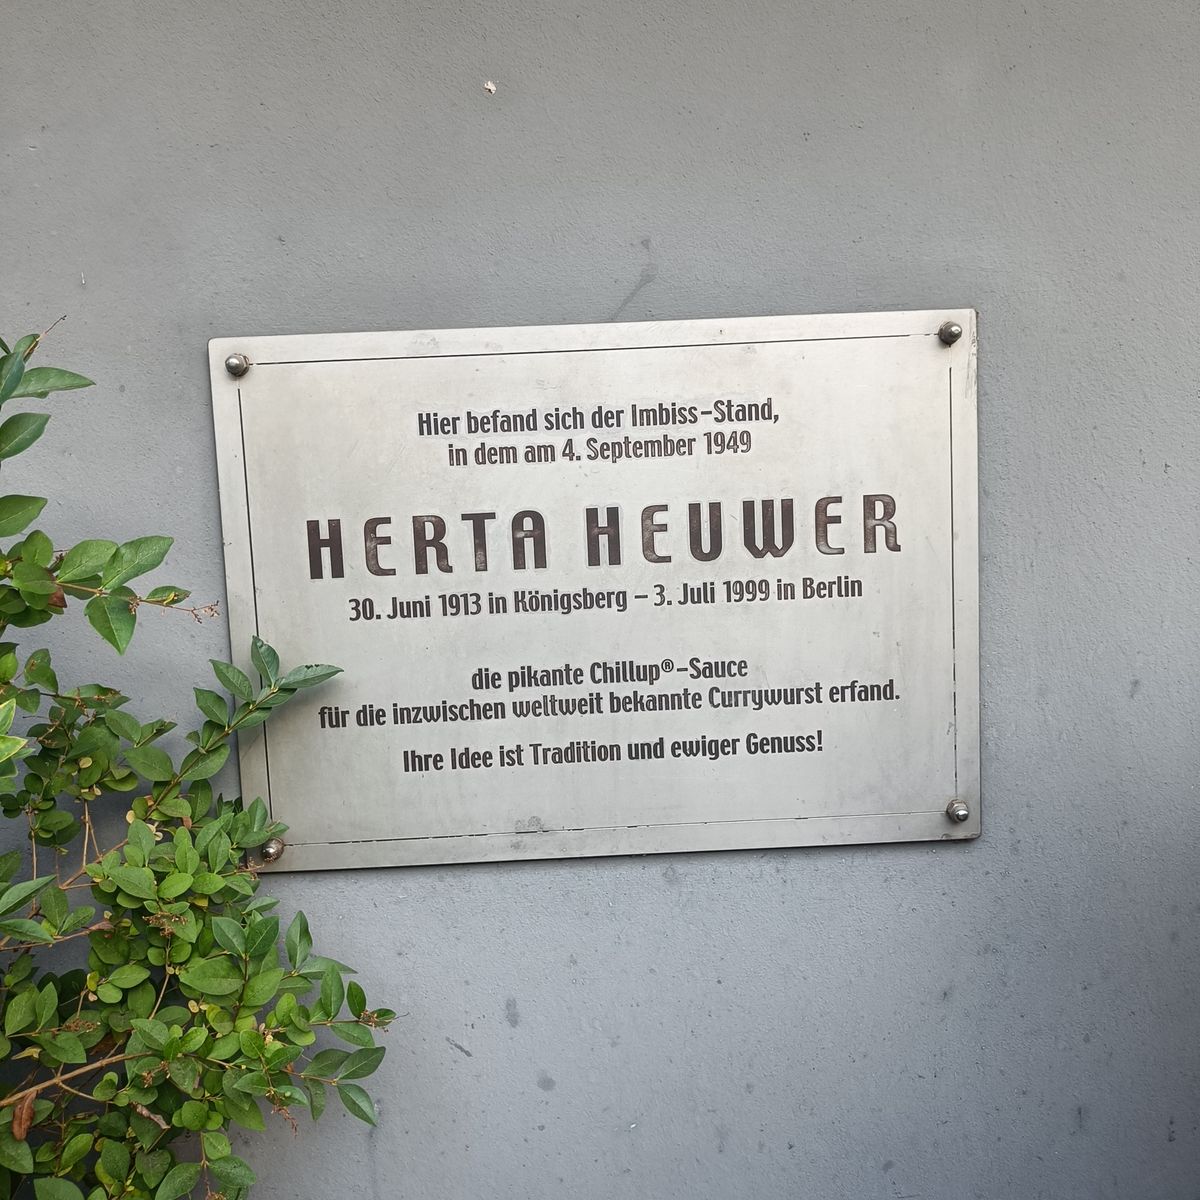 Hier befand sich der Imbiss-Stand,
in dem am 4. September 1949
HERTA HEUWER
30. Juni 1913 in Königsberg – 3. Juli 1999 in Berlin
die pikante Chillup®-Sauce
für die inzwischen weltweit bekannte Currywurst erfand.
Ihre Idee ist Tradition und ewiger Genuss!